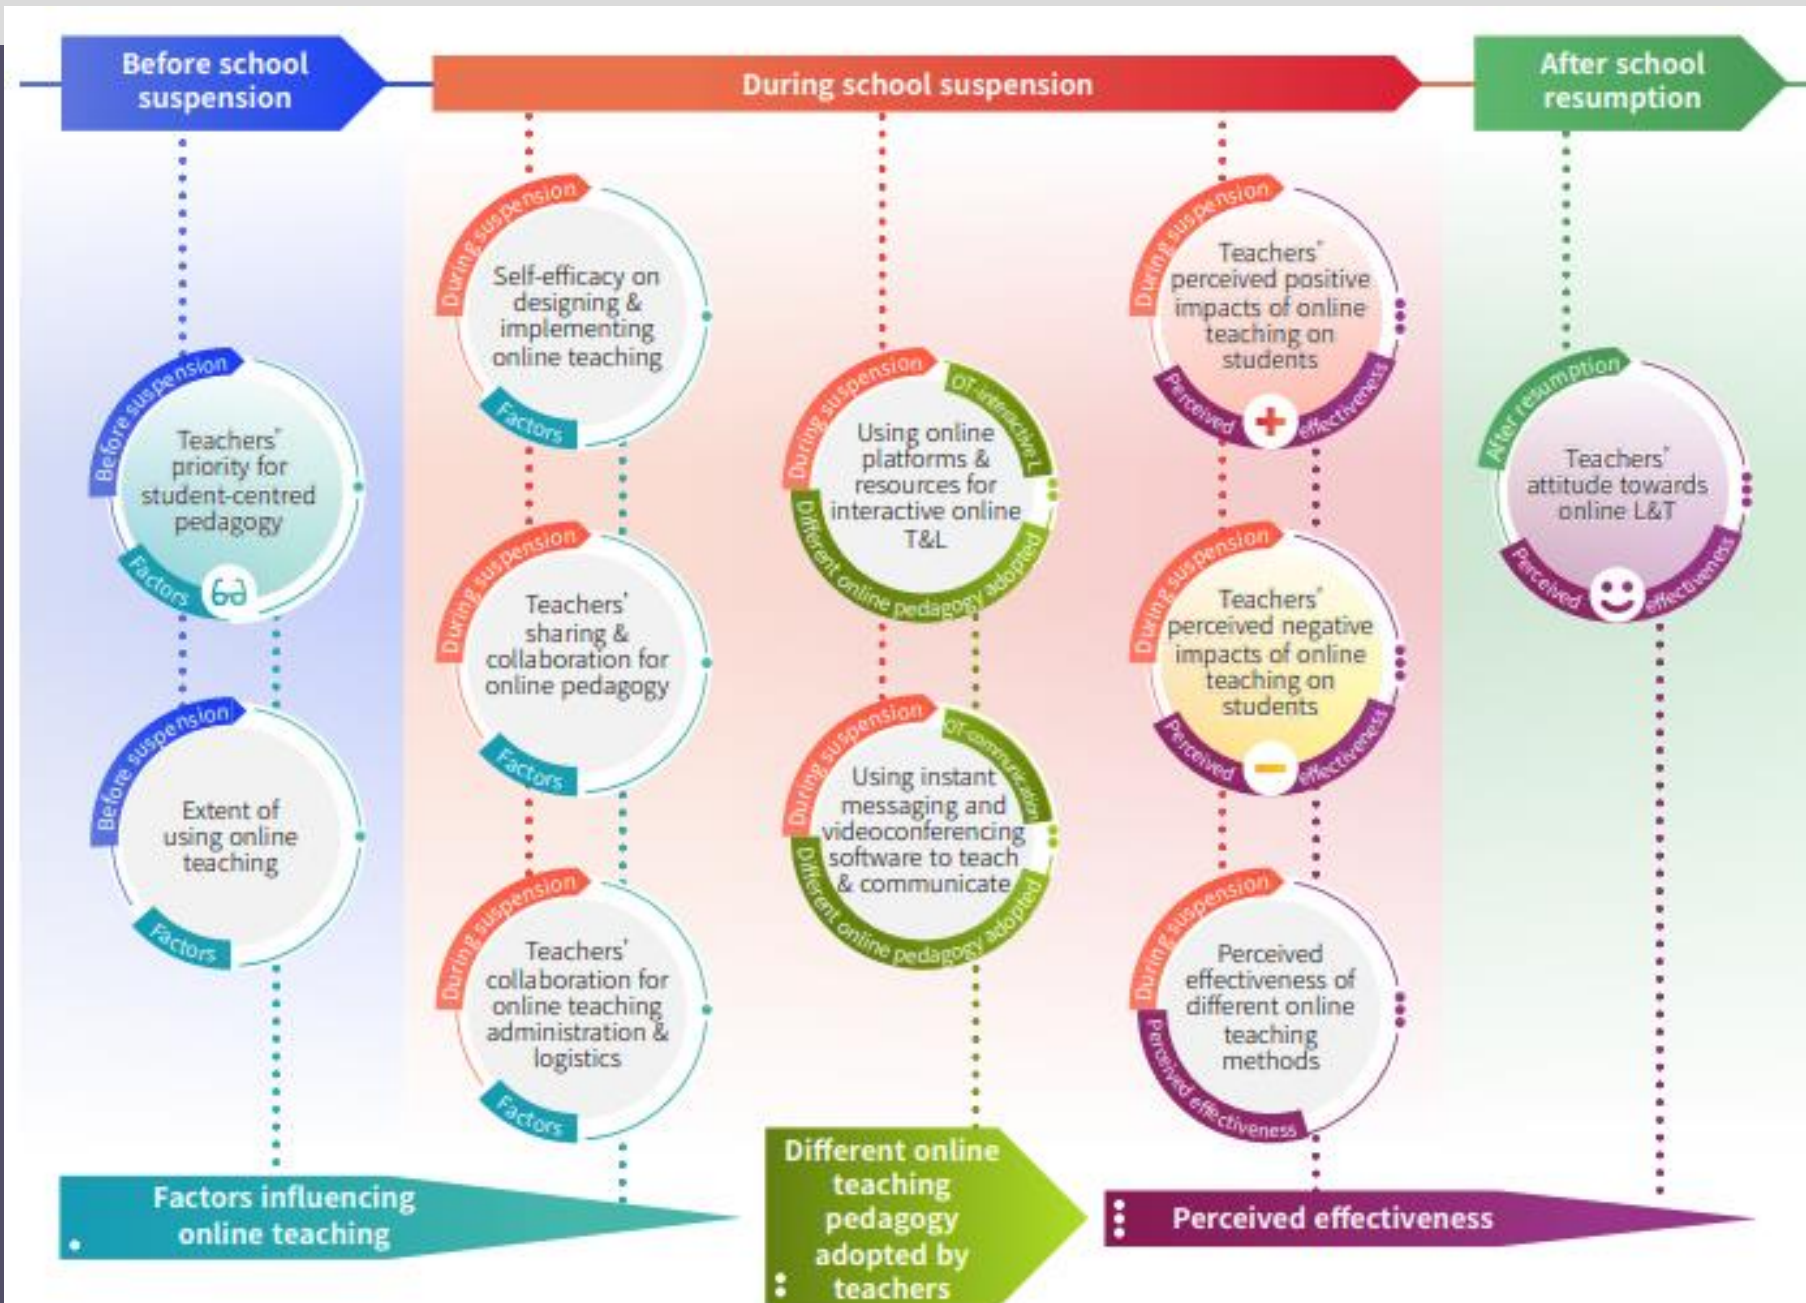 Before school
suspension
During school suspension
After school
resumption
Before suspension
Teachers'
priority for
student-centred
pedagogy
Factors
Before suspension
Extent of
using online
teaching
Factors
During suspension
Self-efficacy on
designing &
implementing
online teaching
Factors
During suspension
Teachers'
sharing &
collaboration for
online pedagogy
Factors
During suspension
Teachers'
collaboration for
online teaching
administration &
logistics
Factors
During suspension
OT-interactive L
Using online
platforms &
resources for
interactive online
T&L
Different online pedagogy adopted
During suspension
OT-communication
Using instant
messaging and
videoconferencing
software to teach
& communicate
Different online pedagogy adopted
During suspension
Teachers'
perceived positive
impacts of online
teaching on
students
Perceived effectiveness
During suspension
Teachers'
perceived negative
impacts of online
teaching on
students
Perceived effectiveness
During suspension
Perceived
effectiveness of
different online
teaching
methods
Perceived effectiveness
After resumption
Teachers'
attitude towards
online L&T
Perceived effectiveness
Factors influencing
online teaching
Different online
teaching
pedagogy
adopted by
teachers
Perceived effectiveness